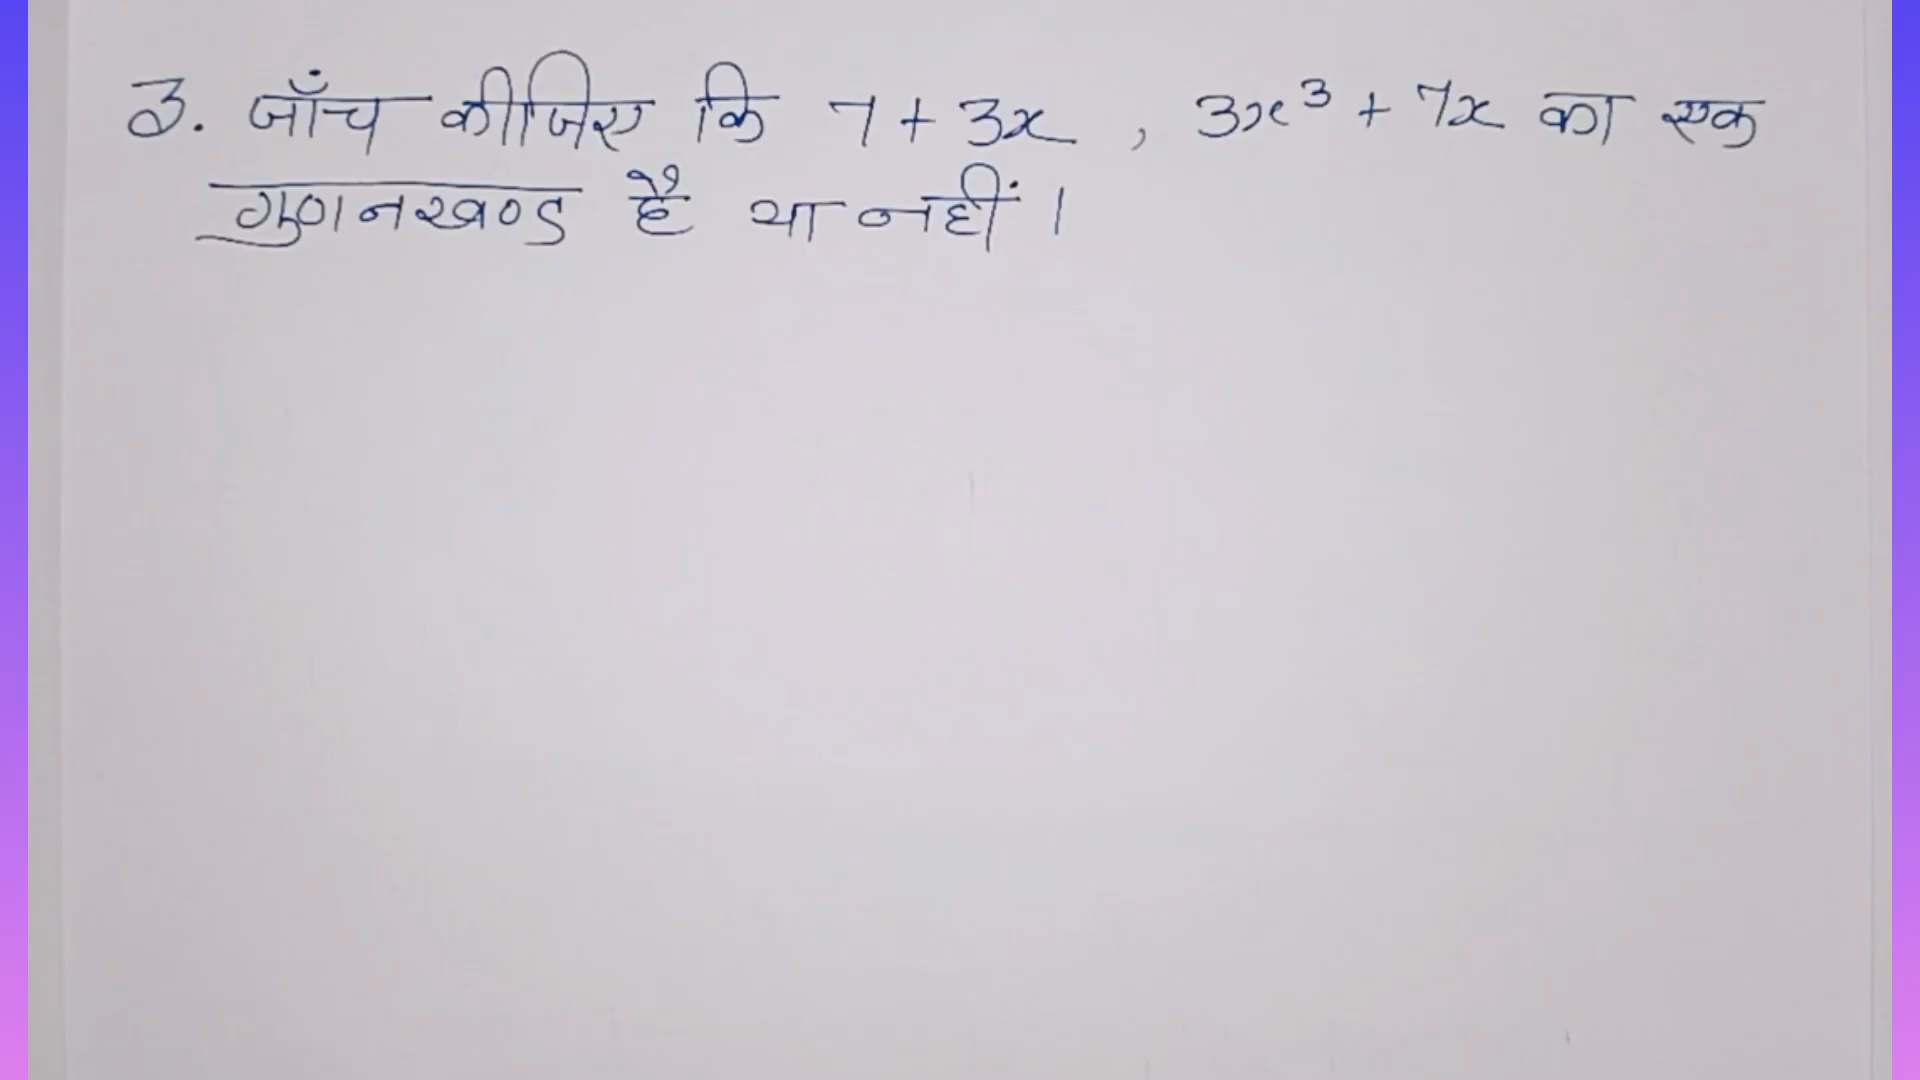 3. जाँच कीजिए कि 7 + 3x , 3x³ + 7x का एक
गुणनखण्ड है या नहीं ।